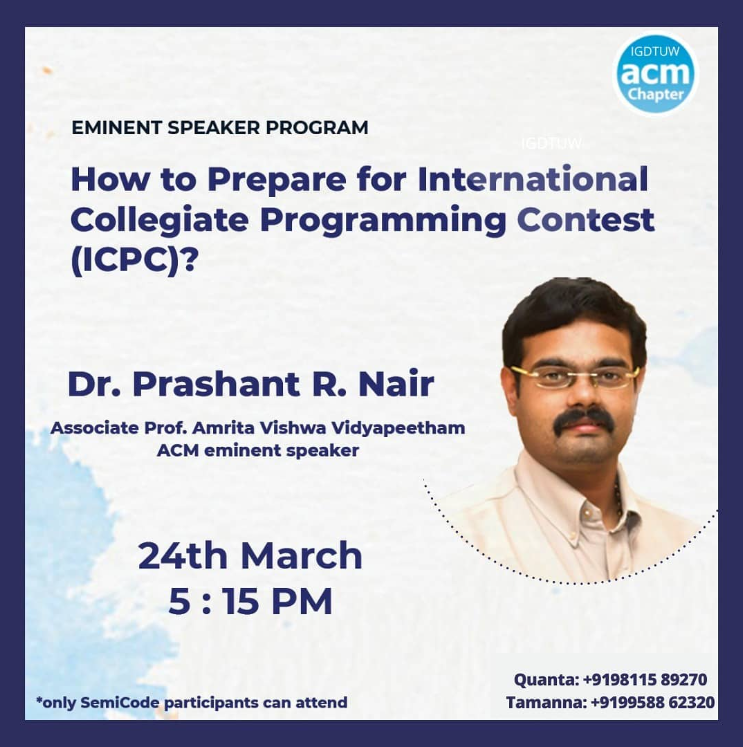 IGDTUW
acm
Chapter
EMINENT SPEAKER PROGRAM
IGDTUW
How to Prepare for International
Collegiate Programming Contest
(ICPC)?
Dr. Prashant R. Nair
Associate Prof. Amrita Vishwa Vidyapeetham
ACM eminent speaker
24th March
5 : 15 PM
Quanta: +9198115 89270
*only SemiCode participants can attend
Tamanna: +9199588 62320